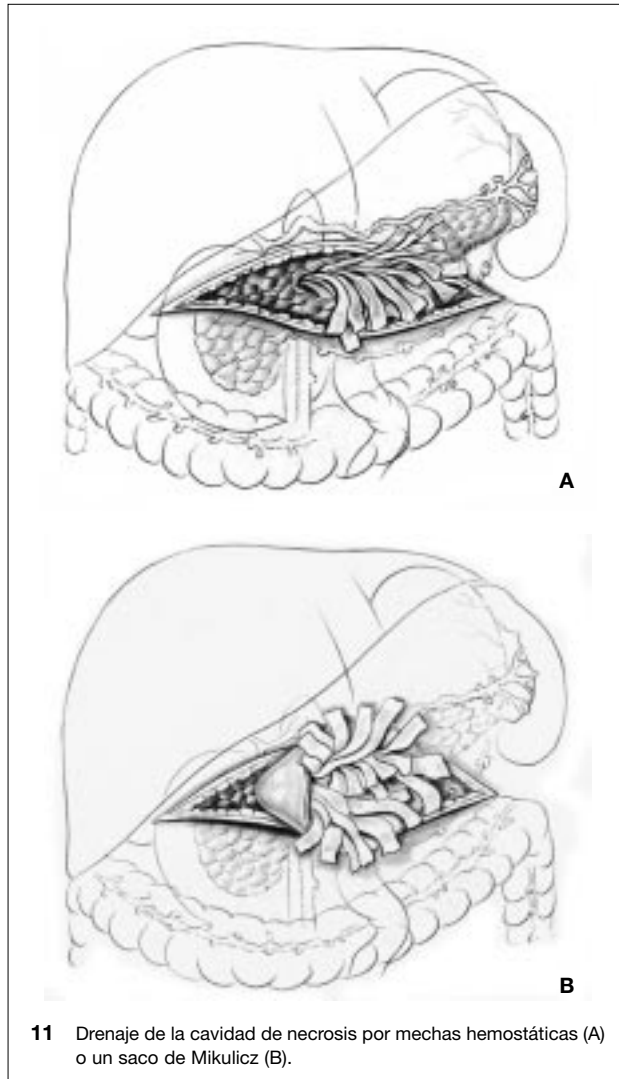 A
B
11 Drenaje de la cavidad de necrosis por mechas hemostáticas (A)
o un saco de Mikulicz (B).